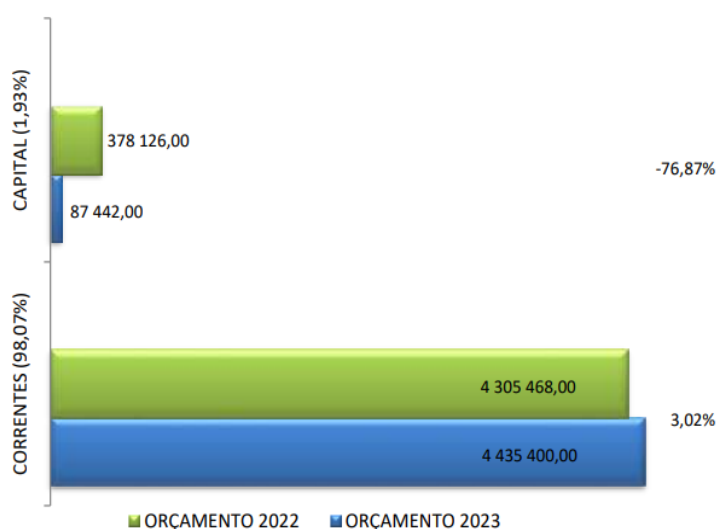 CAPITAL (1,93%)
378 126,00
87 442,00
-76,87%
CORRENTES (98,07%)
4 305 468,00
4 435 400,00
3,02%
ORÇAMENTO 2022
ORÇAMENTO 2023